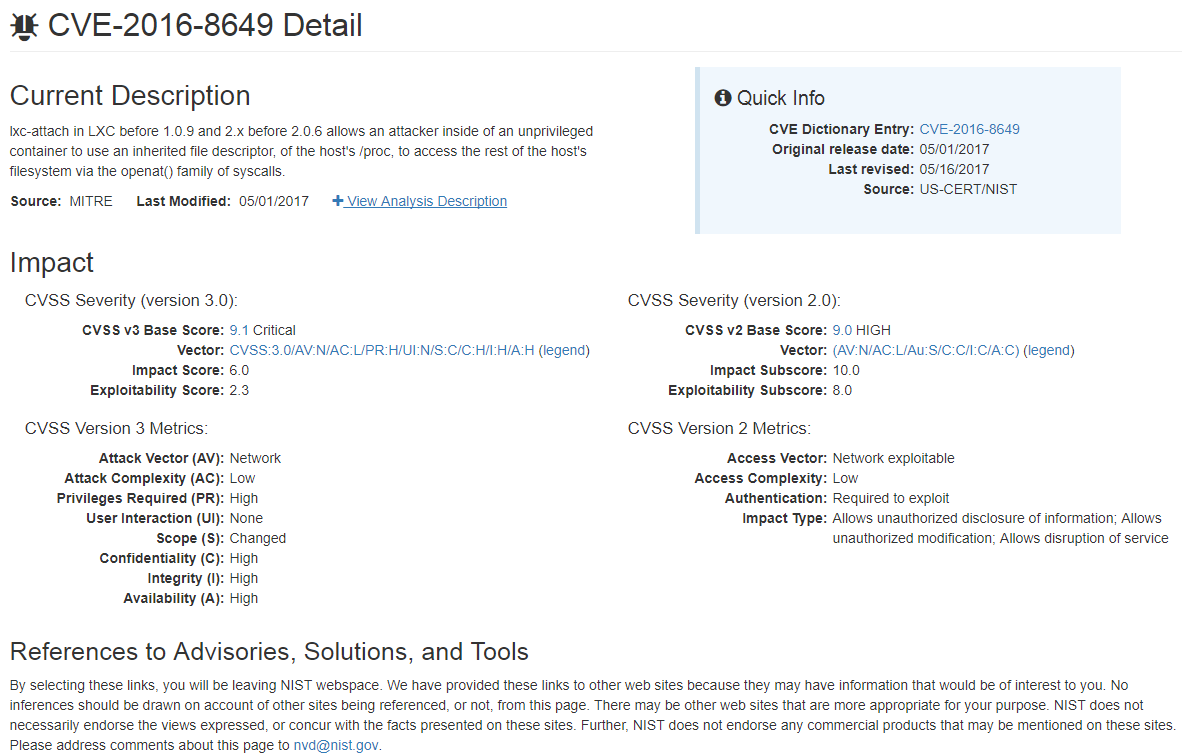 CVE-2016-8649 Detail
Current Description
lxc-attach in LXC before 1.0.9 and 2.x before 2.0.6 allows an attacker inside of an unprivileged
container to use an inherited file descriptor, of the host's /proc, to access the rest of the host's
filesystem via the openat() family of syscalls.
Source: MITRE Last Modified: 05/01/2017 View Analysis Description
Quick Info
CVE Dictionary Entry: CVE-2016-8649
Original release date: 05/01/2017
Last revised: 05/16/2017
Source: US-CERT/NIST
Impact
CVSS Severity (version 3.0):
CVSS v3 Base Score: 9.1 Critical
Vector: CVSS:3.0/AV:N/AC:L/PR:H/UI:N/S:C/C:H/I:H/A:H (legend)
Impact Score: 6.0
Exploitability Score: 2.3
CVSS Version 3 Metrics:
Attack Vector (AV): Network
Attack Complexity (AC): Low
Privileges Required (PR): High
User Interaction (UI): None
Scope (S): Changed
Confidentiality (C): High
Integrity (I): High
Availability (A): High
CVSS Severity (version 2.0):
CVSS v2 Base Score: 9.0 HIGH
Vector: (AV:N/AC:L/Au:S/C:C/I:C/A:C) (legend)
Impact Subscore: 10.0
Exploitability Subscore: 8.0
CVSS Version 2 Metrics:
Access Vector: Network exploitable
Access Complexity: Low
Authentication: Required to exploit
Impact Type: Allows unauthorized disclosure of information; Allows
unauthorized modification; Allows disruption of service
References to Advisories, Solutions, and Tools
By selecting these links, you will be leaving NIST webspace. We have provided these links to other web sites because they may have information that would be of interest to you. No
inferences should be drawn on account of other sites being referenced, or not, from this page. There may be other web sites that are more appropriate for your purpose. NIST does not
necessarily endorse the views expressed, or concur with the facts presented on these sites. Further, NIST does not endorse any commercial products that may be mentioned on these sites.
Please address comments about this page to nvd@nist.gov.